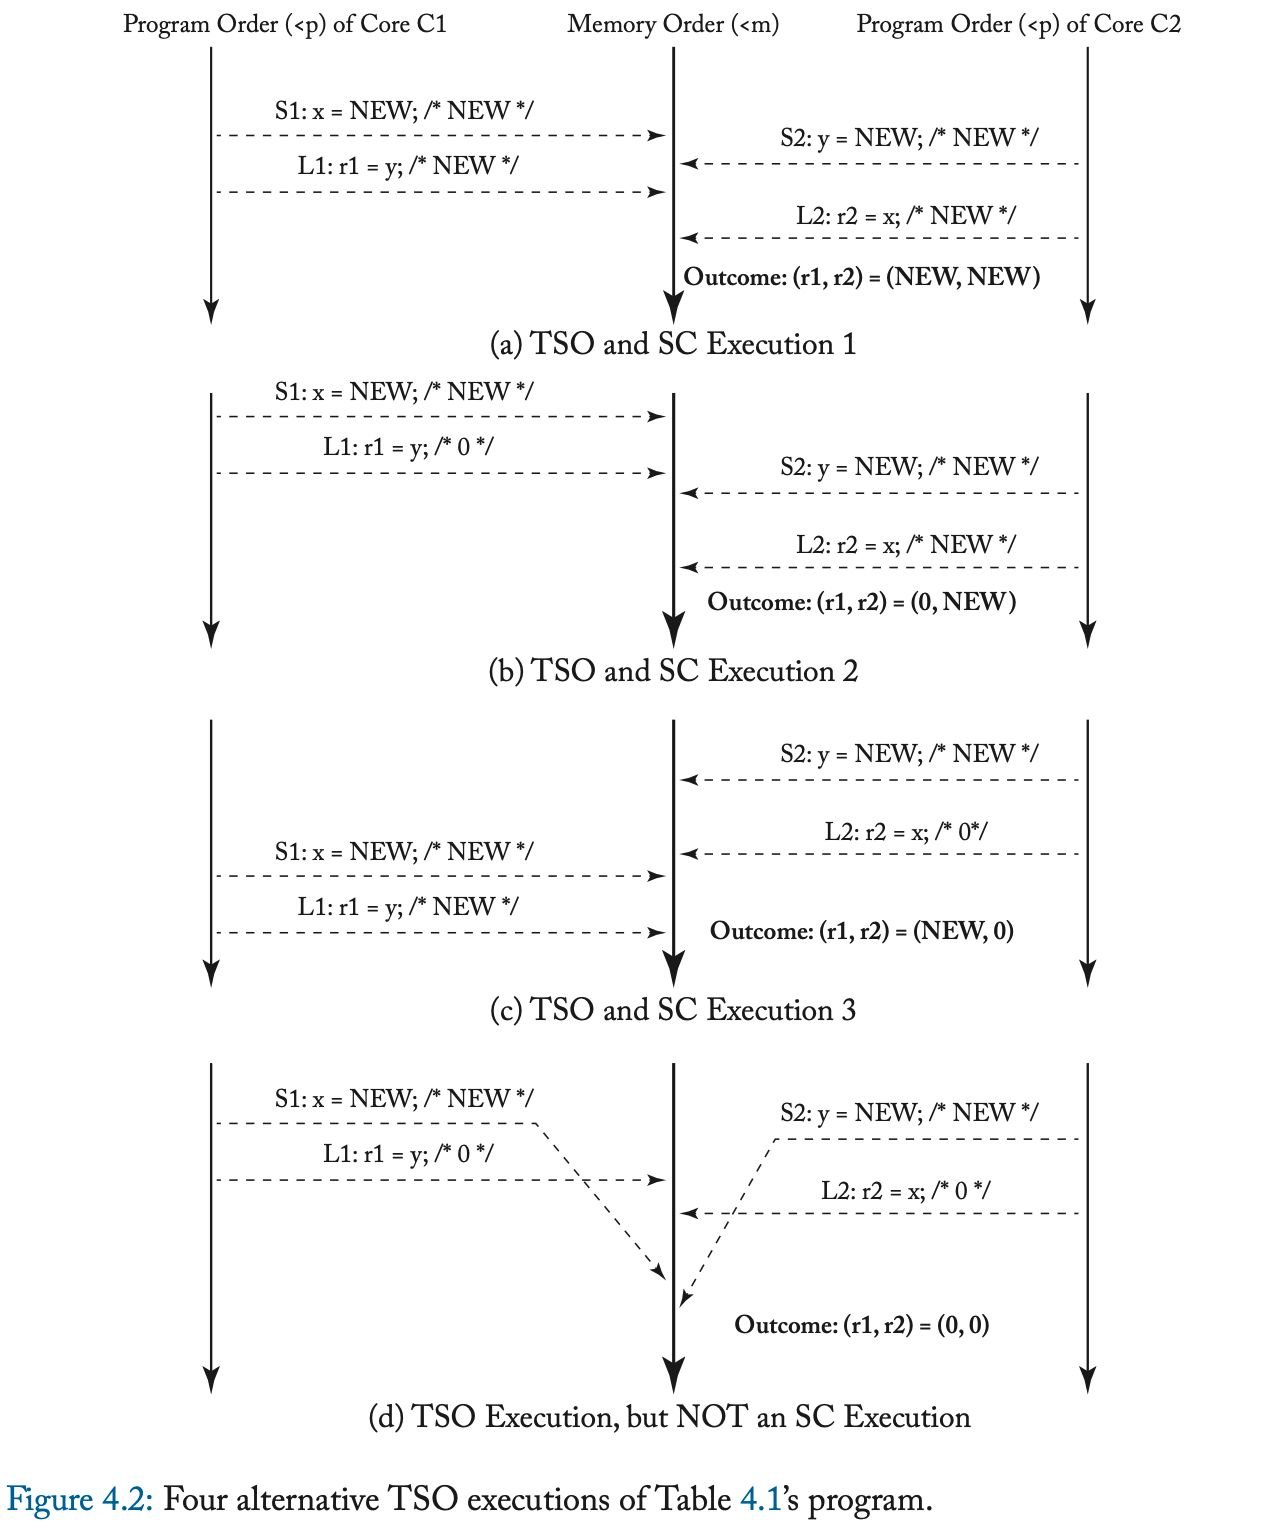 Program Order (<p) of Core C1 Memory Order (<m) Program Order (<p) of Core C2
S1: x = NEW; /* NEW */
S2: y = NEW; /* NEW */
L1: r1 = y; /* NEW */
L2: r2 = x; /* NEW */
Outcome: (r1, r2) = (NEW, NEW)
(a) TSO and SC Execution 1
S1: x = NEW; /* NEW */
L1: r1 = y; /* 0 */
S2: y = NEW; /* NEW */
L2: r2 = x; /* NEW */
Outcome: (r1, r2) = (0, NEW)
(b) TSO and SC Execution 2
S2: y = NEW; /* NEW */
L2: r2 = x; /* 0*/
S1: x = NEW; /* NEW */
L1: r1 = y; /* NEW */
Outcome: (r1, r2) = (NEW, 0)
(c) TSO and SC Execution 3
S1: x = NEW; /* NEW */
S2: y = NEW; /* NEW */
L1: r1 = y; /* 0 */
L2: r2 = x; /* 0 */
Outcome: (r1, r2) = (0, 0)
(d) TSO Execution, but NOT an SC Execution
Figure 4.2: Four alternative TSO executions of Table 4.1’s program.